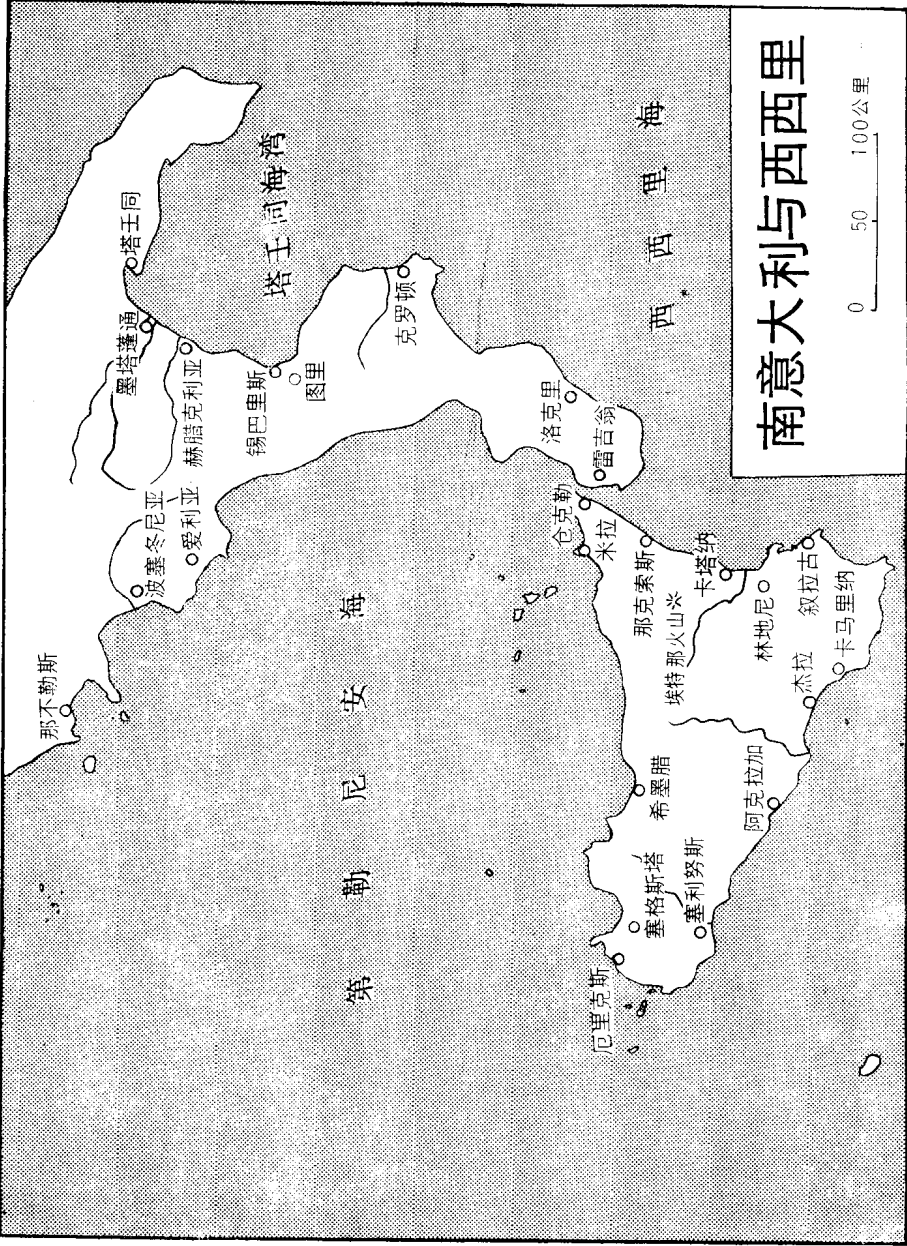 南意大利与西西里
0 50 100公里
那不勒斯
波塞冬尼亚
爱利亚
墨塔蓬通
赫腊克利亚
塔王同
塔王同海湾
锡巴里斯
图里
克罗顿
洛克里
雷吉翁
第勒尼安海
西西里海
仓克勒
米拉
那克索斯
埃特那火山
卡塔纳
林地尼
叙拉古
卡马里纳
杰拉
阿克拉加
希墨腊
塞格斯塔
塞利努斯
厄里克斯